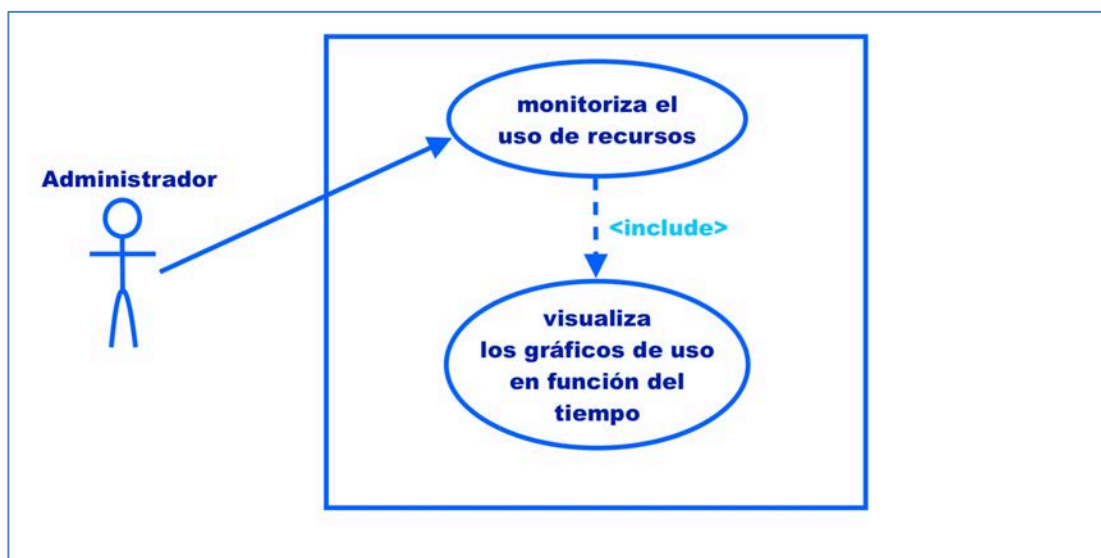 monitoriza el
uso de recursos
Administrador
<include>
visualiza
los gráficos de uso
en función del
tiempo